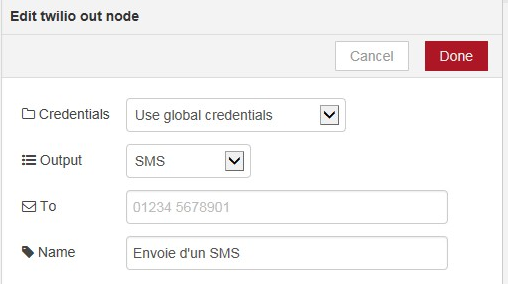 Edit twilio out node
Cancel Done
Credentials Use global credentials
Output SMS
To 01234 5678901
Name Envoie d'un SMS